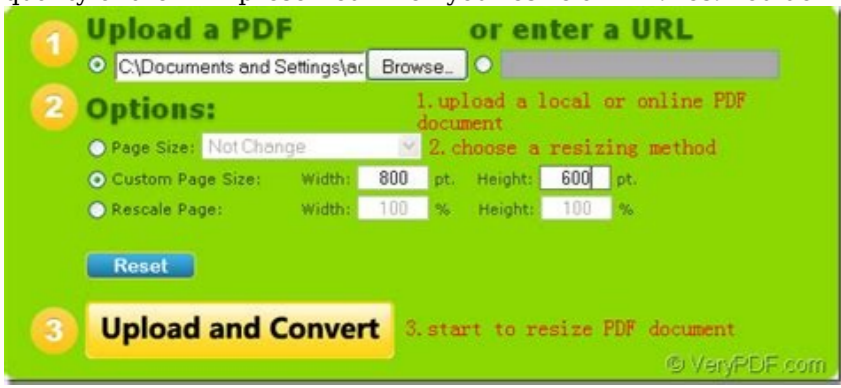 1 Upload a PDF or enter a URL
C:\Documents and Settings\ac Browse...
2 Options:
1.upload a local or online PDF
document
Page Size: Not Change 2.choose a resizing method
Custom Page Size: Width: 800 pt. Height: 600 pt.
Rescale Page: Width: 100 % Height: 100 %
Reset
3 Upload and Convert 3.start to resize PDF document
© VeryPDF.com